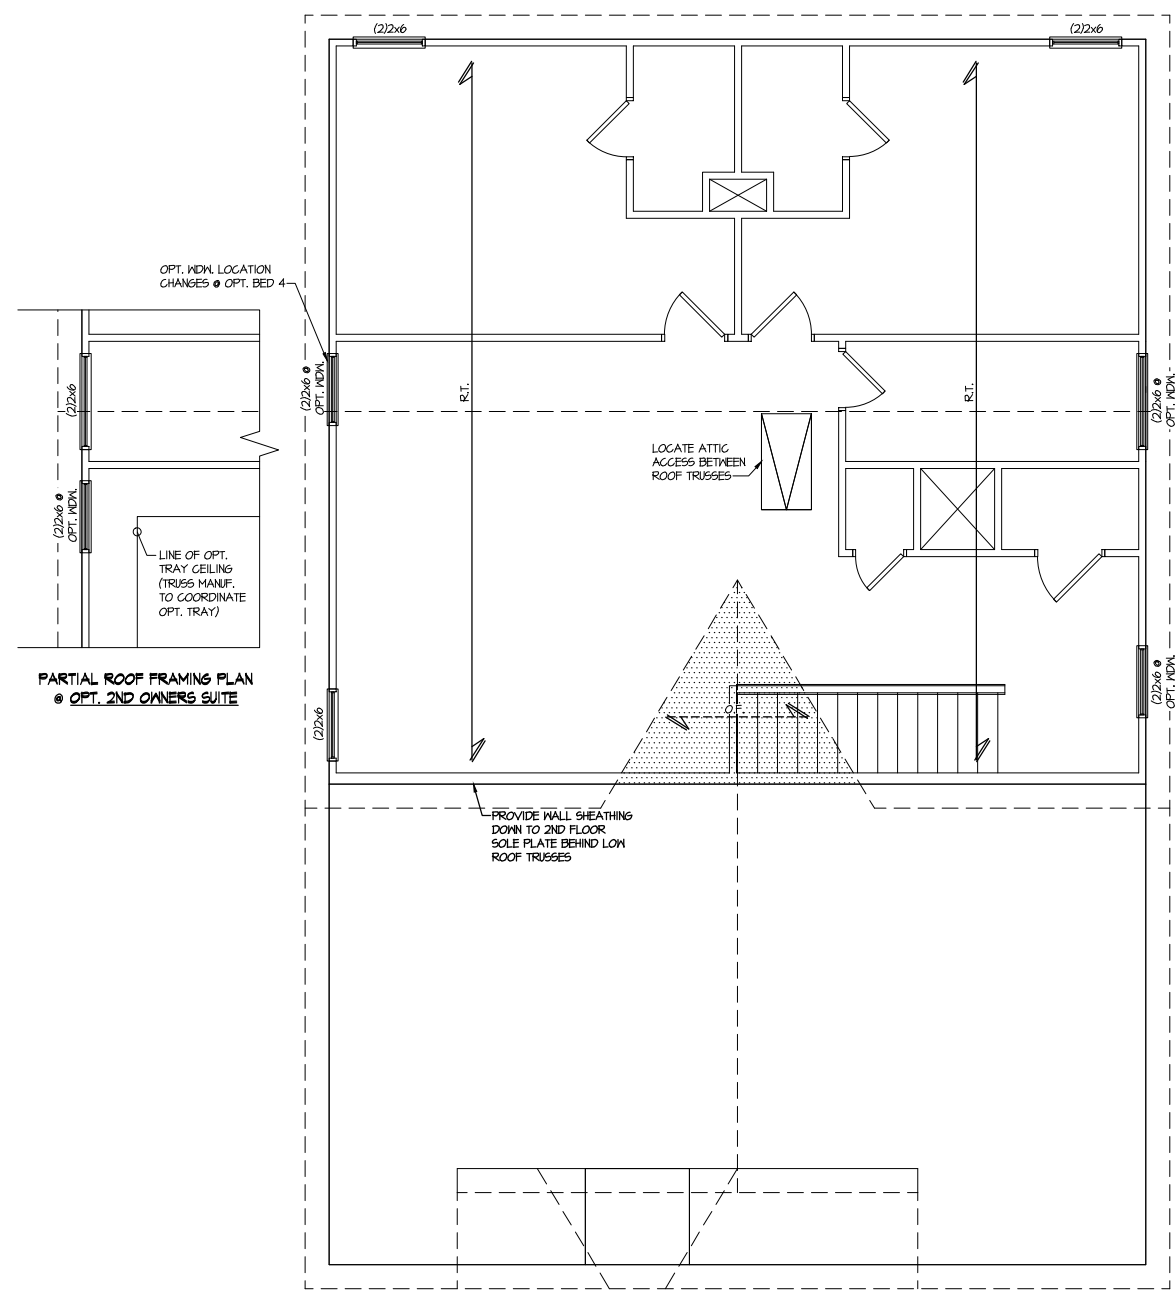 (2)2x6
(2)2x6
OPT. WDW. LOCATION
CHANGES @ OPT. BED 4
(2)2x6 @
OPT. WDW.
R.T.
R.T.
(2)2x6 @
OPT. WDW.
(2)2x6
LOCATE ATTIC
ACCESS BETWEEN
ROOF TRUSSES
(2)2x6 @
OPT. WDW.
LINE OF OPT.
TRAY CEILING
(TRUSS MANUF.
TO COORDINATE
OPT. TRAY)
PARTIAL ROOF FRAMING PLAN
@ OPT. 2ND OWNERS SUITE
(2)2x6
(2)2x6 @
OPT. WDW.
PROVIDE WALL SHEATHING
DOWN TO 2ND FLOOR
SOLE PLATE BEHIND LOW
ROOF TRUSSES